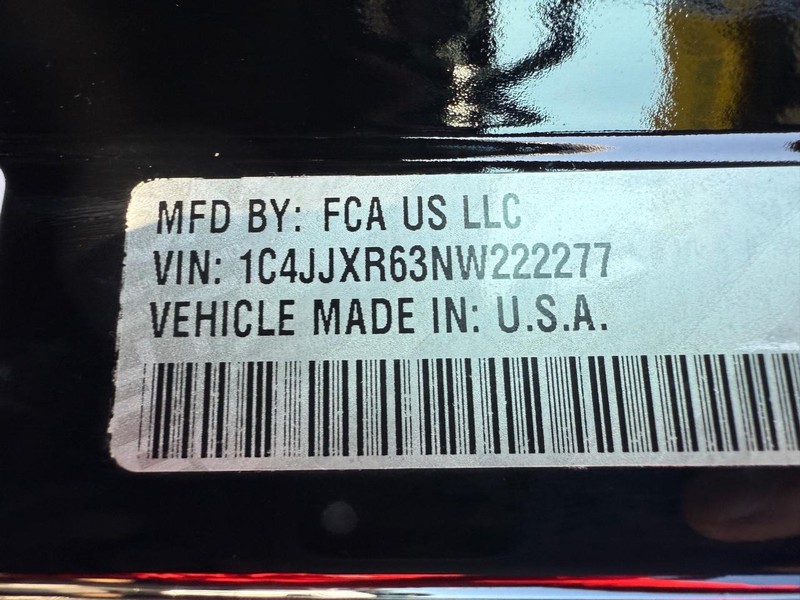 MFD BY: FCA US LLC
VIN: 1C4JJXR63NW222277
VEHICLE MADE IN: U.S.A.